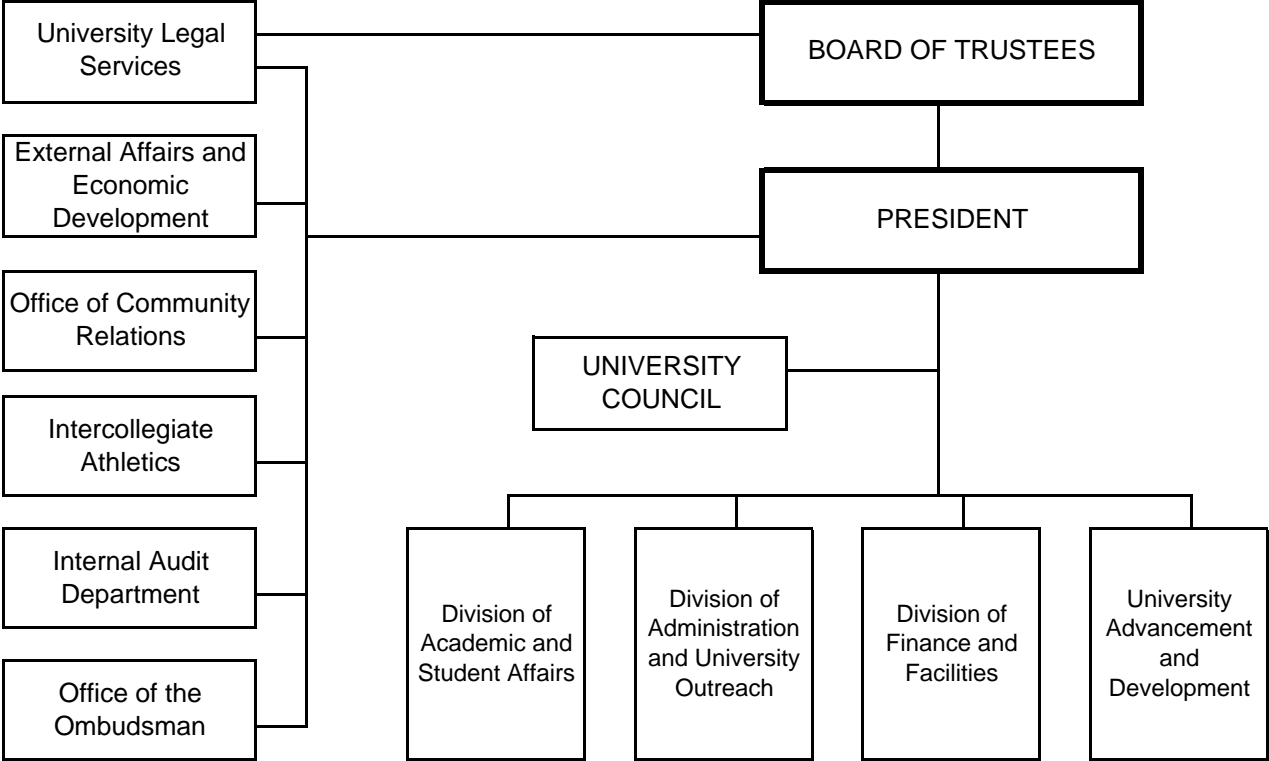 University Legal
Services
BOARD OF TRUSTEES
External Affairs and
Economic
Development
PRESIDENT
Office of Community
Relations
UNIVERSITY
COUNCIL
Intercollegiate
Athletics
Internal Audit
Department
Office of the
Ombudsman
Division of
Academic and
Student Affairs
Division of
Administration
and University
Outreach
Division of
Finance and
Facilities
University
Advancement
and
Development